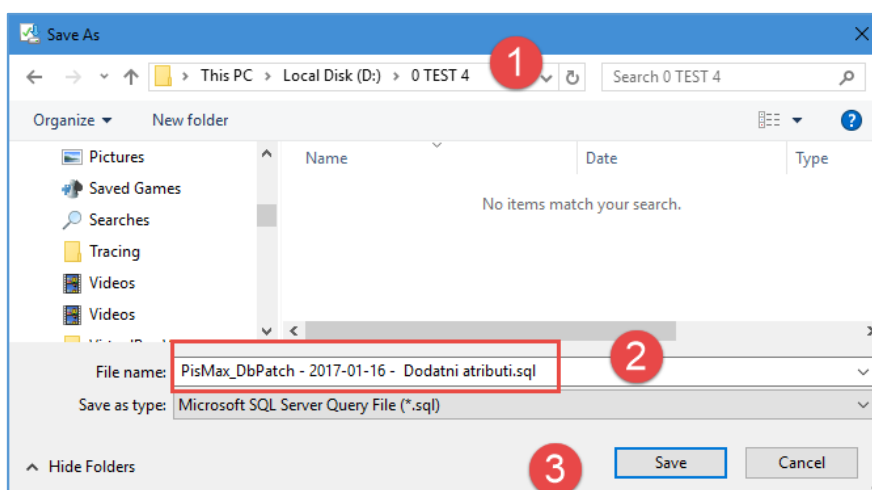 Save As
1
This PC > Local Disk (D:) > 0 TEST 4
Search 0 TEST 4
Organize
New folder
?
Name
Date
Type
Pictures
Saved Games
Searches
Tracing
Videos
Videos
No items match your search.
2
File name: PisMax_DbPatch - 2017-01-16 -  Dodatni atributi.sql
Save as type: Microsoft SQL Server Query File (*.sql)
3
Hide Folders
Save
Cancel